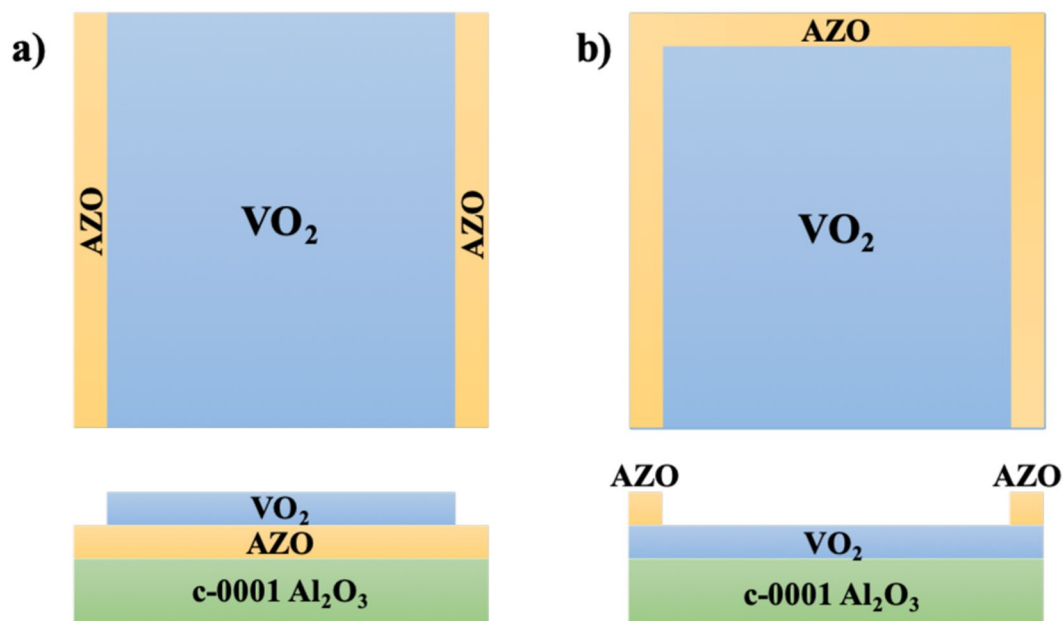 a)
AZO
VO₂
AZO
VO₂
AZO
c-0001 Al₂O₃
b)
AZO
VO₂
AZO AZO
VO₂
c-0001 Al₂O₃